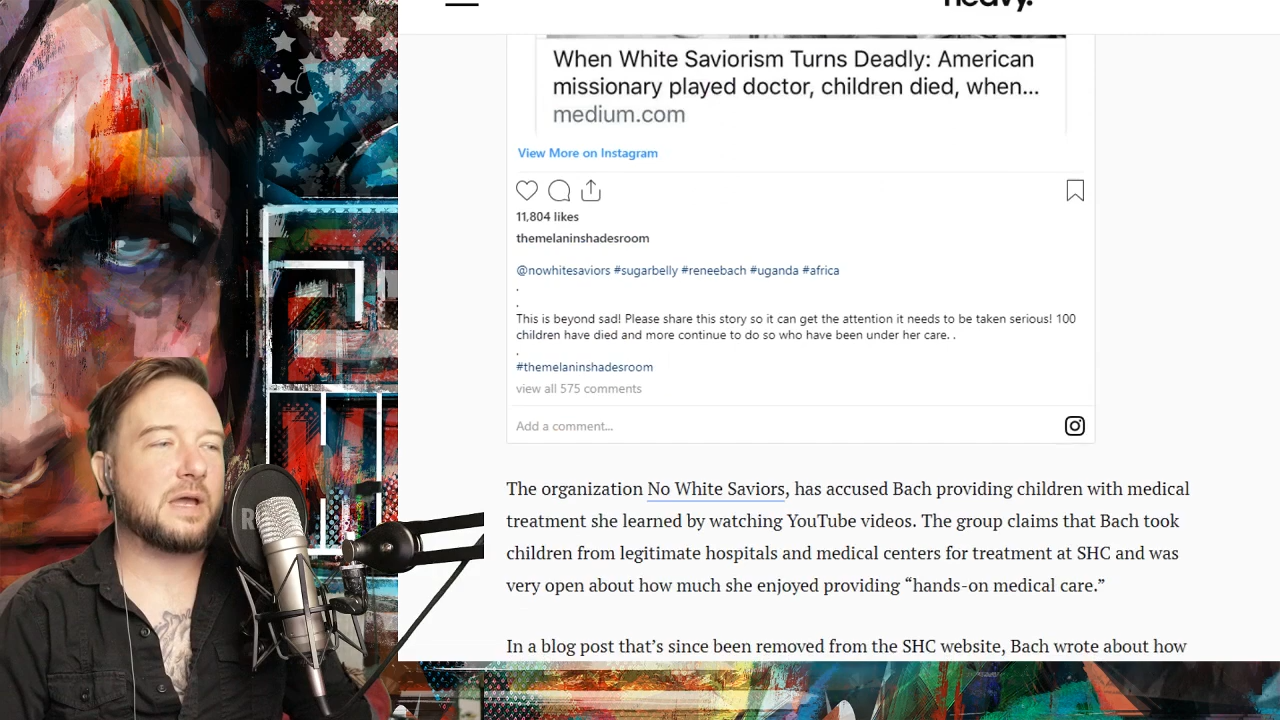 heavy.
When White Saviorism Turns Deadly: American
missionary played doctor, children died, when...
medium.com
View More on Instagram
11,804 likes
themelaninshadesroom
@nowhitesaviors #sugarbelly #reneebach #uganda #africa
.
.
This is beyond sad! Please share this story so it can get the attention it needs to be taken serious! 100
children have died and more continue to do so who have been under her care. .
.
#themelaninshadesroom
view all 575 comments
Add a comment...
The organization No White Saviors, has accused Bach providing children with medical
treatment she learned by watching YouTube videos. The group claims that Bach took
children from legitimate hospitals and medical centers for treatment at SHC and was
very open about how much she enjoyed providing “hands-on medical care.”
In a blog post that’s since been removed from the SHC website, Bach wrote about how